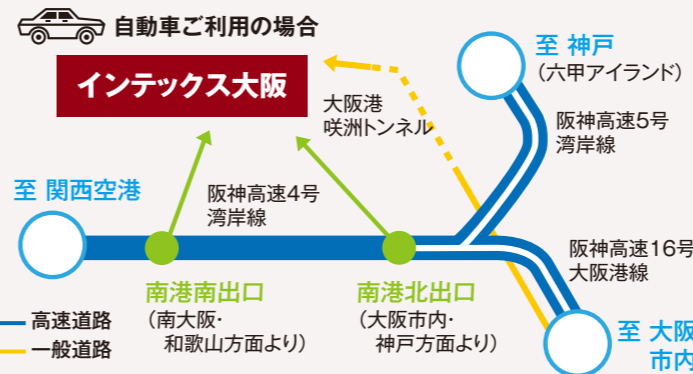 自動車ご利用の場合
インテックス大阪
至 神戸
（六甲アイランド）
大阪港
咲洲トンネル
阪神高速5号
湾岸線
至 関西空港
阪神高速4号
湾岸線
阪神高速16号
大阪港線
南港南出口
（南大阪・
和歌山方面より）
南港北出口
（大阪市内・
神戸方面より）
高速道路
一般道路
至 大阪
市内